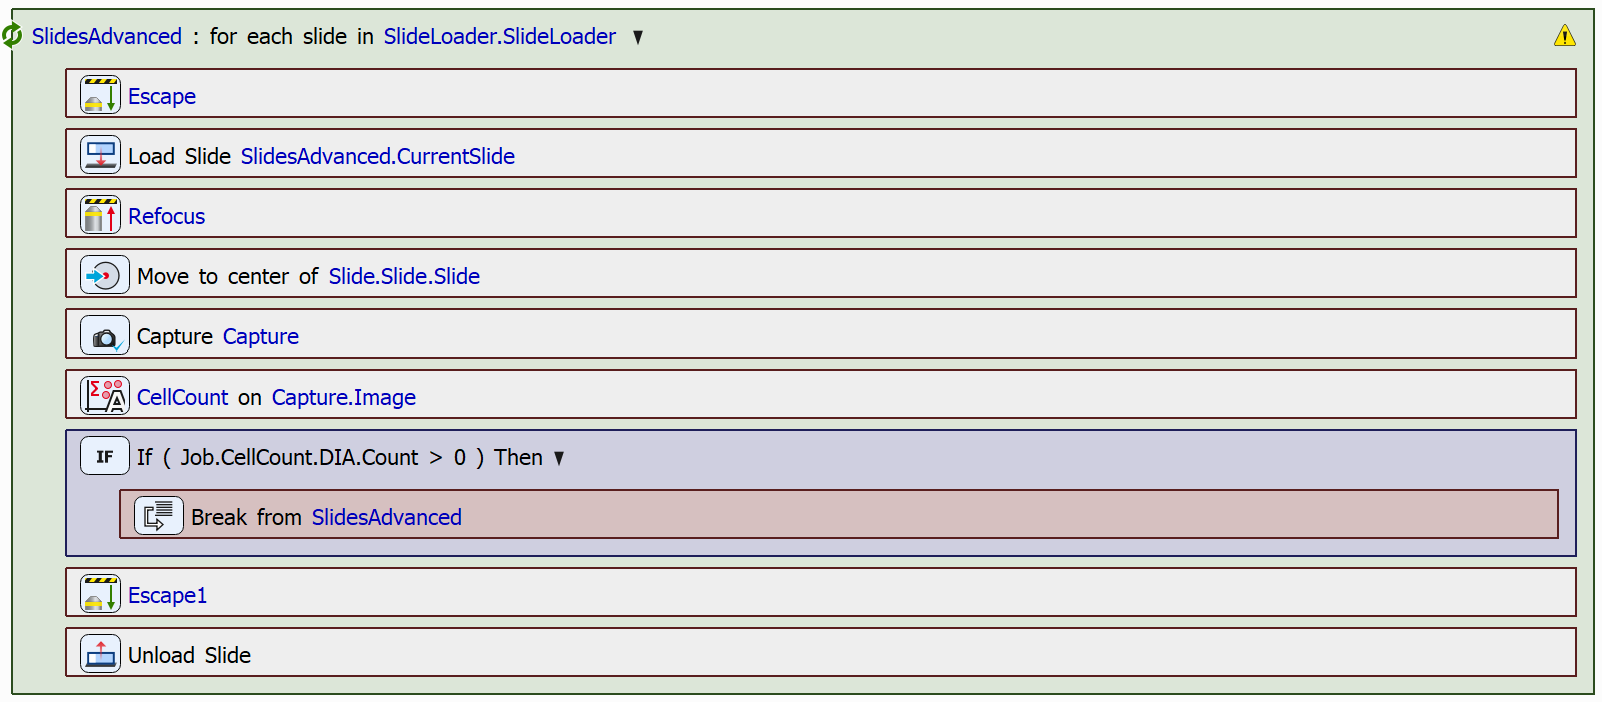 SlidesAdvanced : for each slide in SlideLoader.SlideLoader ▼
Escape
Load Slide SlidesAdvanced.CurrentSlide
Refocus
Move to center of Slide.Slide.Slide
Capture Capture
CellCount on Capture.Image
IF If ( Job.CellCount.DIA.Count > 0 ) Then ▼
Break from SlidesAdvanced
Escape1
Unload Slide